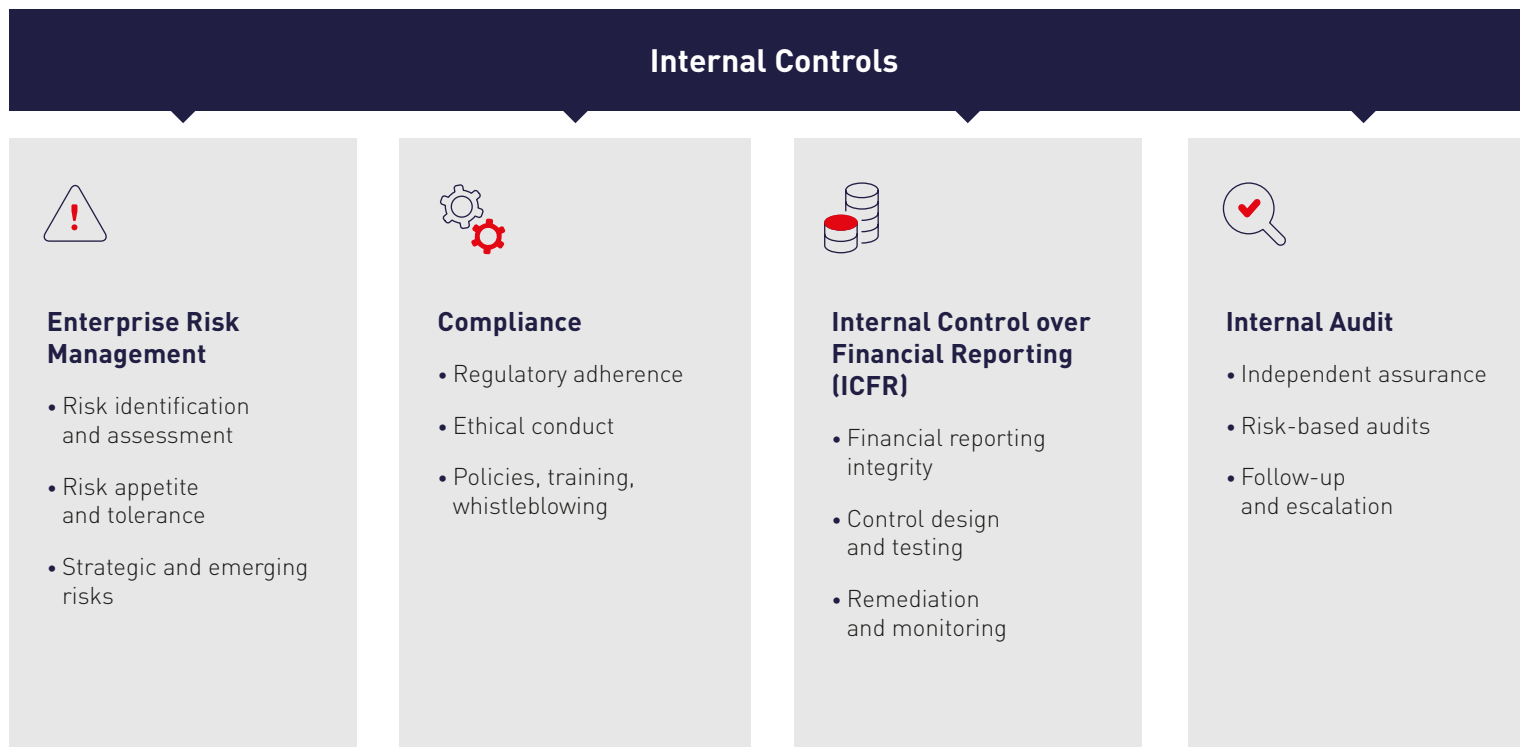 Internal Controls
Enterprise Risk
Management
• Risk identification
and assessment
• Risk appetite
and tolerance
• Strategic and emerging
risks
Compliance
• Regulatory adherence
• Ethical conduct
• Policies, training,
whistleblowing
Internal Control over
Financial Reporting
(ICFR)
• Financial reporting
integrity
• Control design
and testing
• Remediation
and monitoring
Internal Audit
• Independent assurance
• Risk-based audits
• Follow-up
and escalation